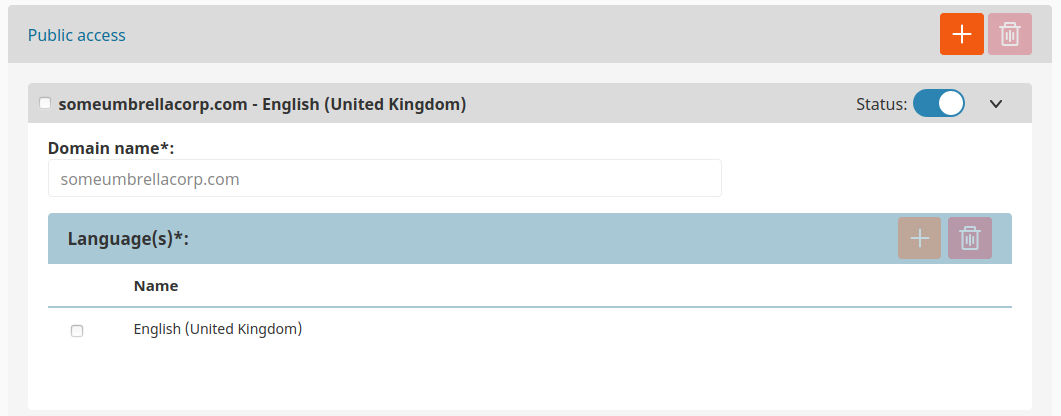 Public access
someumbrellacorp.com - English (United Kingdom)
Status:
Domain name*:
someumbrellacorp.com
Language(s)*:
Name
English (United Kingdom)